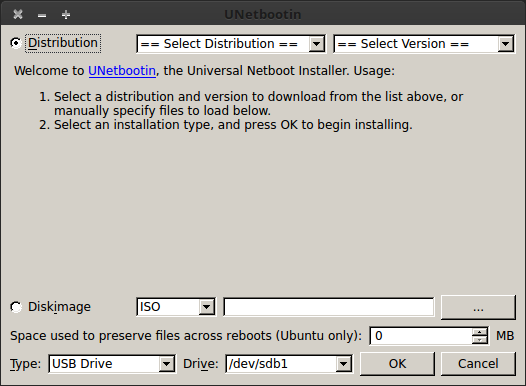 UNetbootin
Distribution == Select Distribution == == Select Version ==
Welcome to UNetbootin, the Universal Netboot Installer. Usage:
1. Select a distribution and version to download from the list above, or
manually specify files to load below.
2. Select an installation type, and press OK to begin installing.
Diskimage ISO ...
Space used to preserve files across reboots (Ubuntu only): 0 MB
Type: USB Drive Drive: /dev/sdb1 OK Cancel